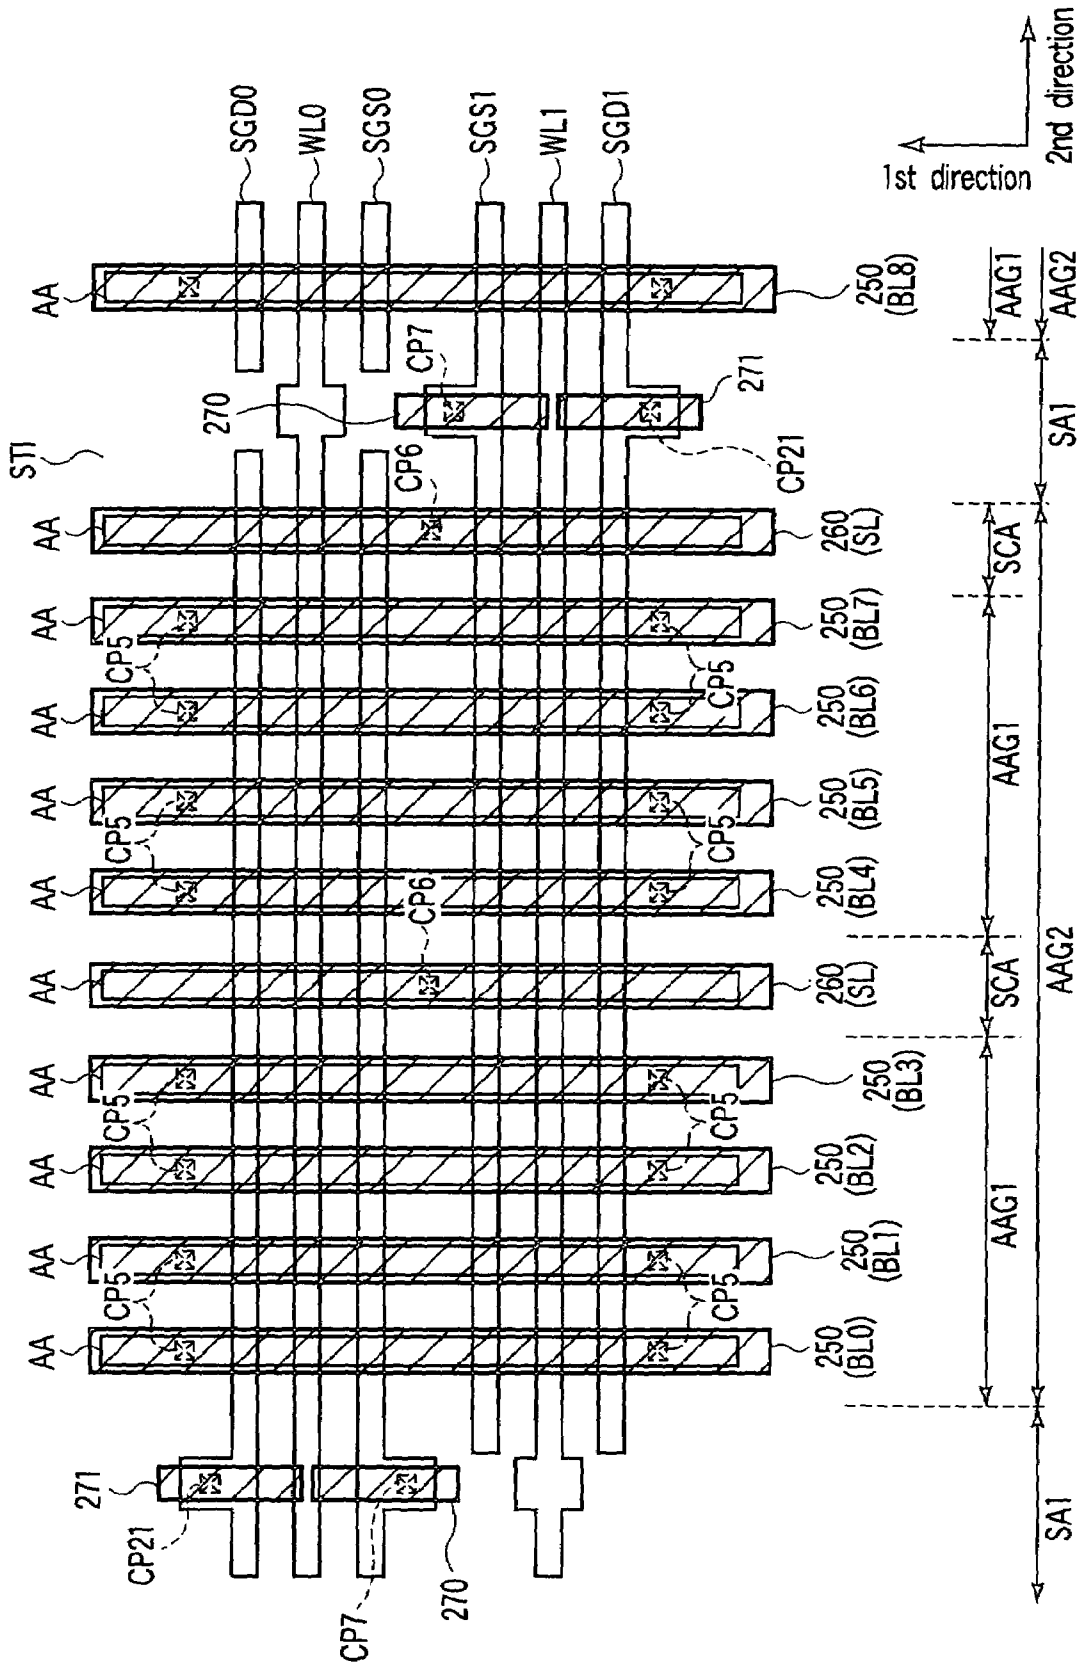 STI
AA
AA
AA
AA
AA
AA
AA
AA
AA
AA
AA
271
CP21
CP5
CP5
CP5
CP5
270
CP7
SGD0
WL0
SGS0
SGS1
WL1
SGD1
CP6
CP6
CP7
270
CP5
CP5
CP5
CP5
CP21
271
250
(BL0)
250
(BL1)
250
(BL2)
250
(BL3)
260
(SL)
250
(BL4)
250
(BL5)
250
(BL6)
250
(BL7)
260
(SL)
250
(BL8)
AAG1
SCA
AAG1
SCA
AAG1
SA1
AAG2
SA1
AAG2
1st direction
2nd direction